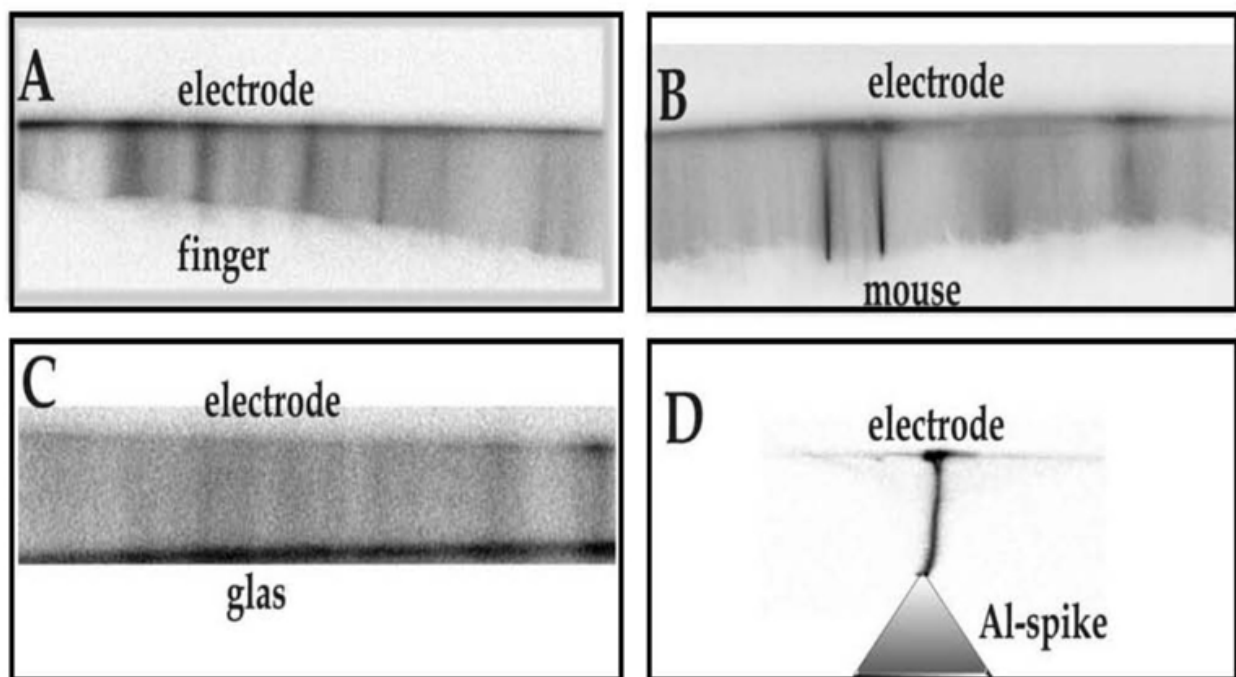 A
electrode
finger
B
electrode
mouse
C
electrode
glas
D
electrode
Al-spike